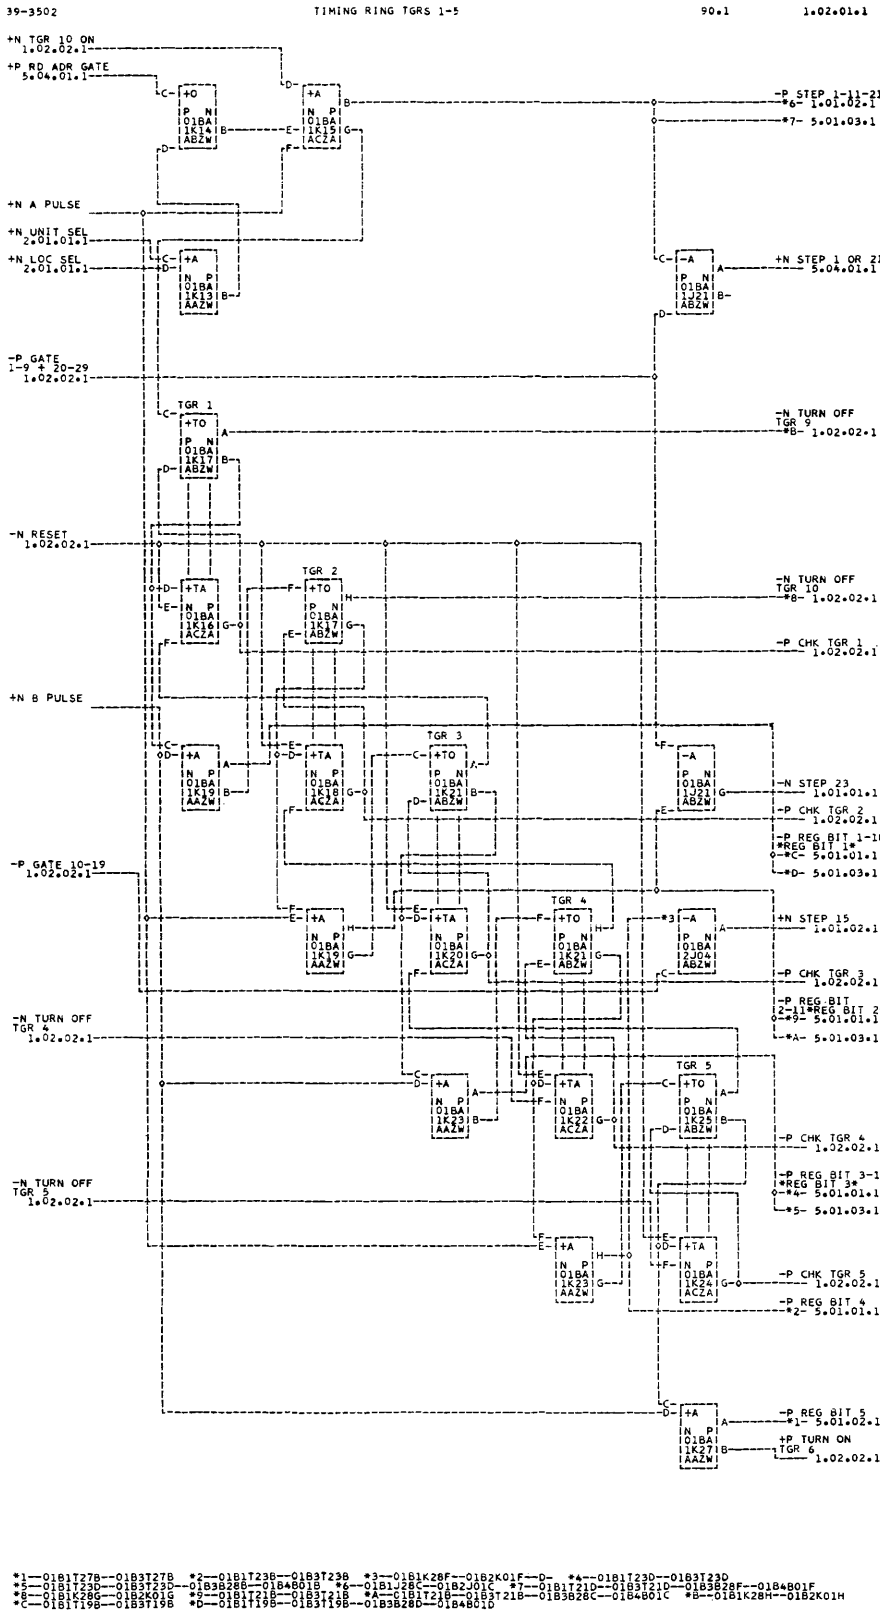 39-3502 TIMING RING TGRS 1-5 90.1 1.02.01.1
+N TGR 10 ON
1.02.02.1
+P RD ADR GATE
5.04.01.1
C +O
P N
01BA
1K14 B
ABZW
D
D +A B
N P
01BA
E 1K15 G
ACZA
F
-P STEP 1-11-21
*6- 1.01.02.1
*7- 5.01.03.1
+N A PULSE
+N UNIT SEL
2.01.01.1
+N LOC SEL
2.01.01.1
C +A
D
N P
01BA
1K13 B
AAZW
C -A A
N P
01BA
1J21 B
ABZW
D
+N STEP 1 OR 21
5.04.01.1
-P GATE
1-9 + 20-29
1.02.02.1
TGR 1
C +TO A
P N
01BA
1K17 B
D ABZW
-N TURN OFF
TGR 9
*B- 1.02.02.1
-N RESET
1.02.02.1
D +TA
E N P
01BA
1K16 G
ACZA
F
TGR 2
F +TO H
P N
01BA
1K17 G
E ABZW
-N TURN OFF
TGR 10
*8- 1.02.02.1
-P CHK TGR 1
1.02.02.1
+N B PULSE
C
D +A A
N P
01BA
1K19 B
AAZW
E
D +TA
N P
01BA
1K18 G
ACZA
F
TGR 3
C +TO A
P N
01BA
1K21 B
D ABZW
F -A
P N
01BA
1J21 G
E ABZW
-N STEP 23
1.01.01.1
-P CHK TGR 2
1.02.02.1
-P REG BIT 1-10
*REG BIT 1*
*C- 5.01.01.1
*D- 5.01.03.1
-P GATE 10-19
1.02.02.1
F
E +A H
N P
01BA
1K19 G
AAZW
E
D +TA
N P
01BA
1K20 G
ACZA
F
TGR 4
F +TO H
P N
01BA
1K21 G
E ABZW
*3 -A A
P N
01BA
2J04
C ABZW
+N STEP 15
1.01.02.1
-P CHK TGR 3
1.02.02.1
-P REG BIT
2-11*REG BIT 2
*9- 5.01.01.1
*A- 5.01.03.1
-N TURN OFF
TGR 4
1.02.02.1
C
D +A A
N P
01BA
1K23 B
AAZW
E
D +TA
F N P
01BA
1K22 G
ACZA
TGR 5
C +TO A
P N
01BA
1K25 B
D ABZW
-P CHK TGR 4
1.02.02.1
-P REG BIT 3-1
*REG BIT 3*
*4- 5.01.01.1
*5- 5.01.03.1
-N TURN OFF
TGR 5
1.02.02.1
F
E +A H
N P
01BA
1K23 G
AAZW
E
D +TA
F N P
01BA
1K24 G
ACZA
-P CHK TGR 5
1.02.02.1
-P REG BIT 4
*2- 5.01.01.1
C
D +A A
N P
01BA
1K27 B
AAZW
-P REG BIT 5
*1- 5.01.02.1
+P TURN ON
TGR 6
1.02.02.1
*1--01B1T27B--01B3T27B *2--01B1T23B--01B3T23B *3--01B1K28F--01B2K01F--D- *4--01B1T23D--01B3T23D
*5--01B1T23D--01B3T23D--01B3B28B--01B4B01B *6--01B1J28C--01B2J01C *7--01B1T21D--01B3T21D--01B3B28F--01B4B01F
*8--01B1K28G--01B2K01G *9--01B1T21B--01B3T21B *A--01B1T21B--01B3T21B--01B3B28C--01B4B01C *B--01B1K28H--01B2K01H
*C--01B1T19B--01B3T19B *D--01B1T19B--01B3T19B--01B3B28D--01B4B01D